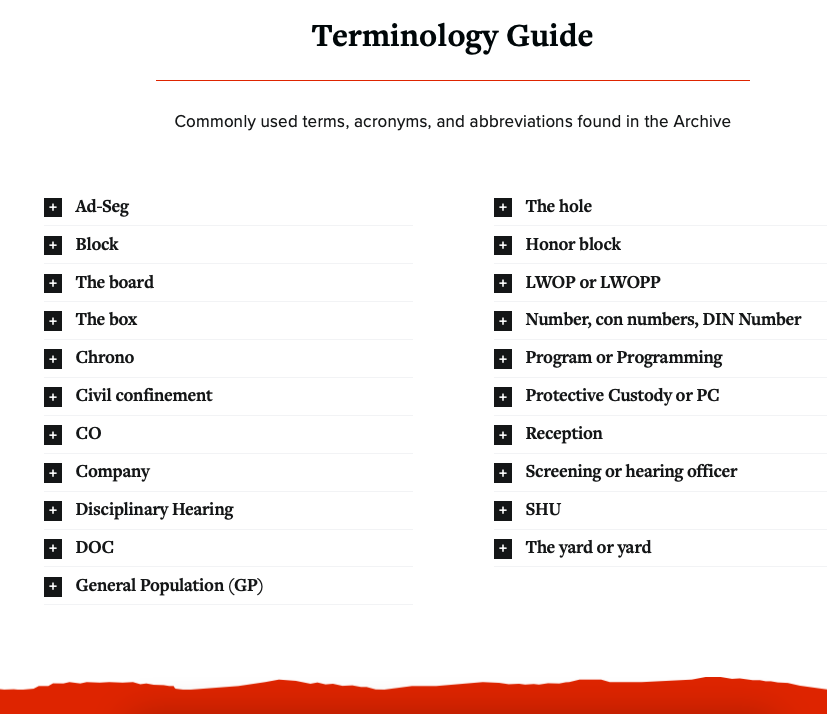 Terminology Guide
Commonly used terms, acronyms, and abbreviations found in the Archive
Ad-Seg
Block
The board
The box
Chrono
Civil confinement
CO
Company
Disciplinary Hearing
DOC
General Population (GP)
The hole
Honor block
LWOP or LWOPP
Number, con numbers, DIN Number
Program or Programming
Protective Custody or PC
Reception
Screening or hearing officer
SHU
The yard or yard